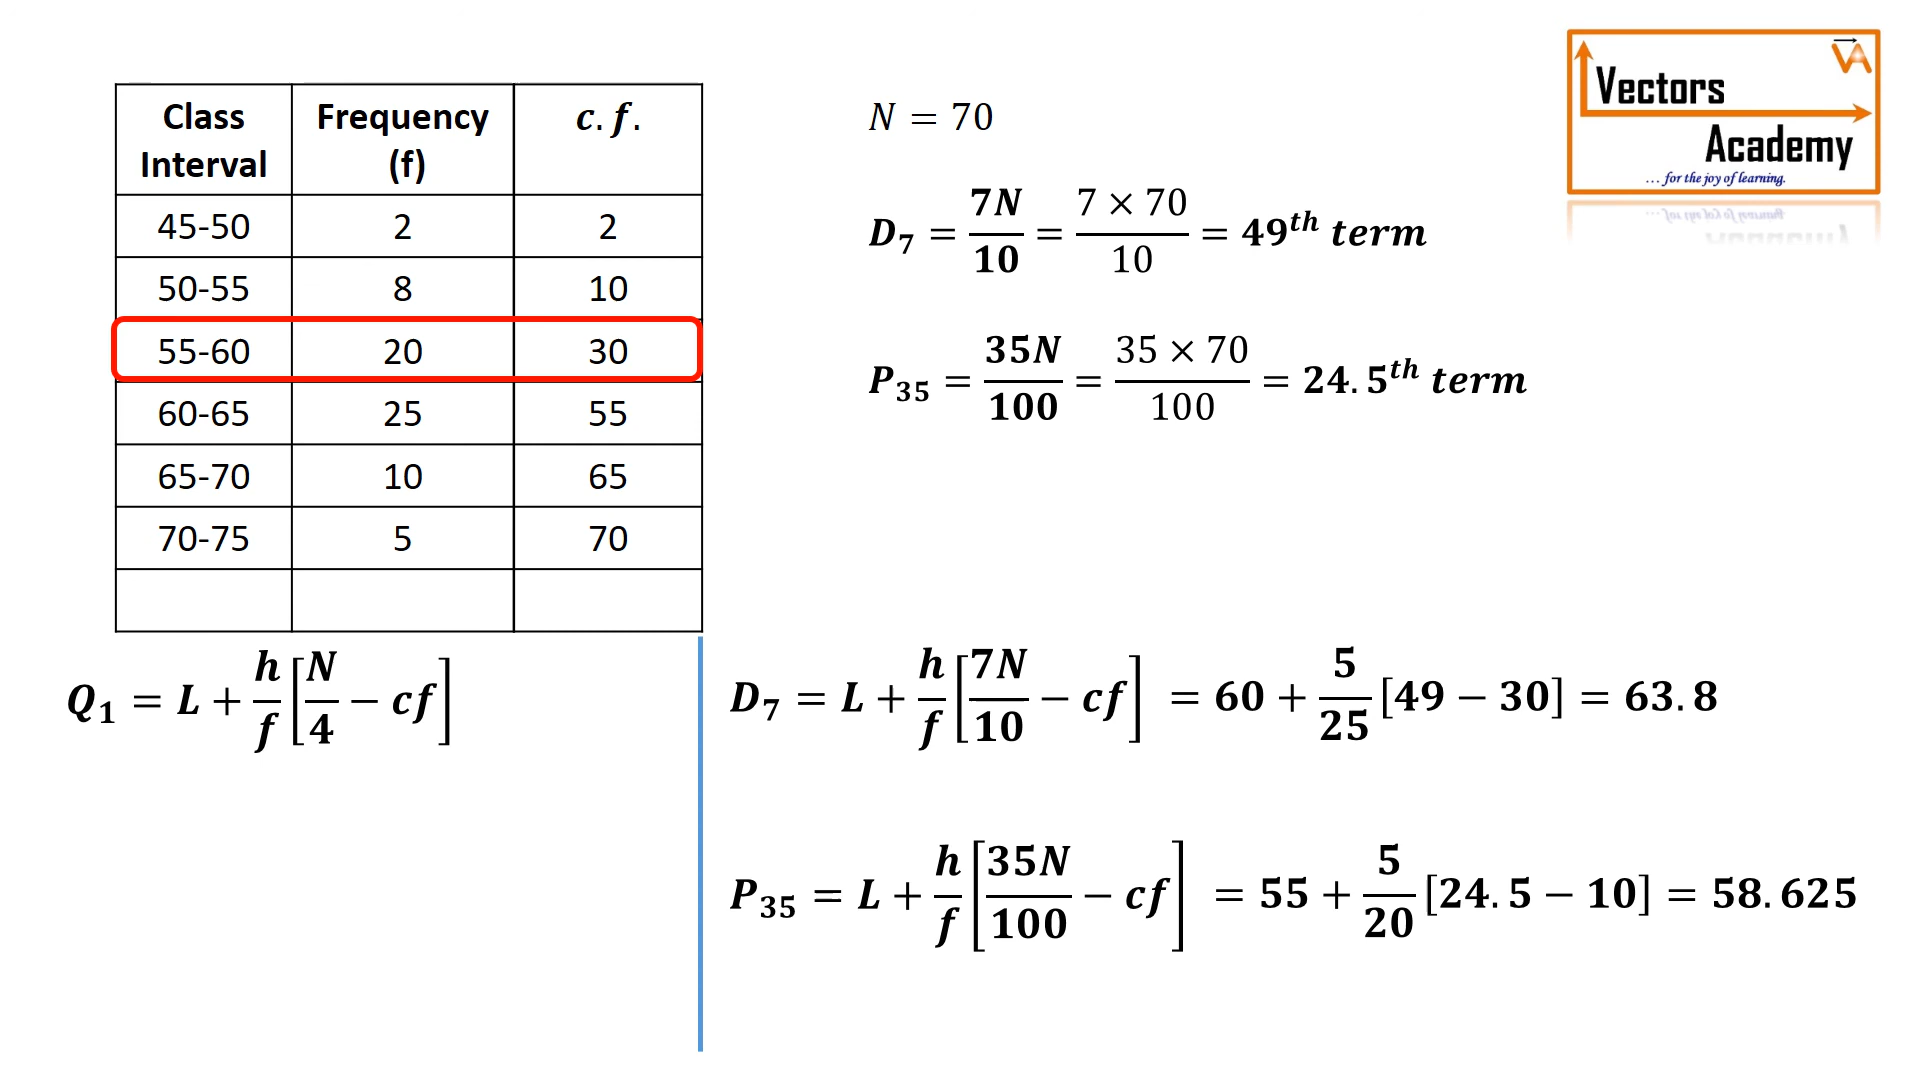 Class Interval | Frequency (f) | c.f.
45-50 | 2 | 2
50-55 | 8 | 10
55-60 | 20 | 30
60-65 | 25 | 55
65-70 | 10 | 65
70-75 | 5 | 70
N = 70
D₇ = 7N/10 = 7 × 70/10 = 49ᵗʰ term
P₃₅ = 35N/100 = 35 × 70/100 = 24.5ᵗʰ term
Vectors
Academy
VA
... for the joy of learning.
Q₁ = L + h/f [N/4 − cf]
D₇ = L + h/f [7N/10 − cf] = 60 + 5/25 [49 − 30] = 63.8
P₃₅ = L + h/f [35N/100 − cf] = 55 + 5/20 [24.5 − 10] = 58.625